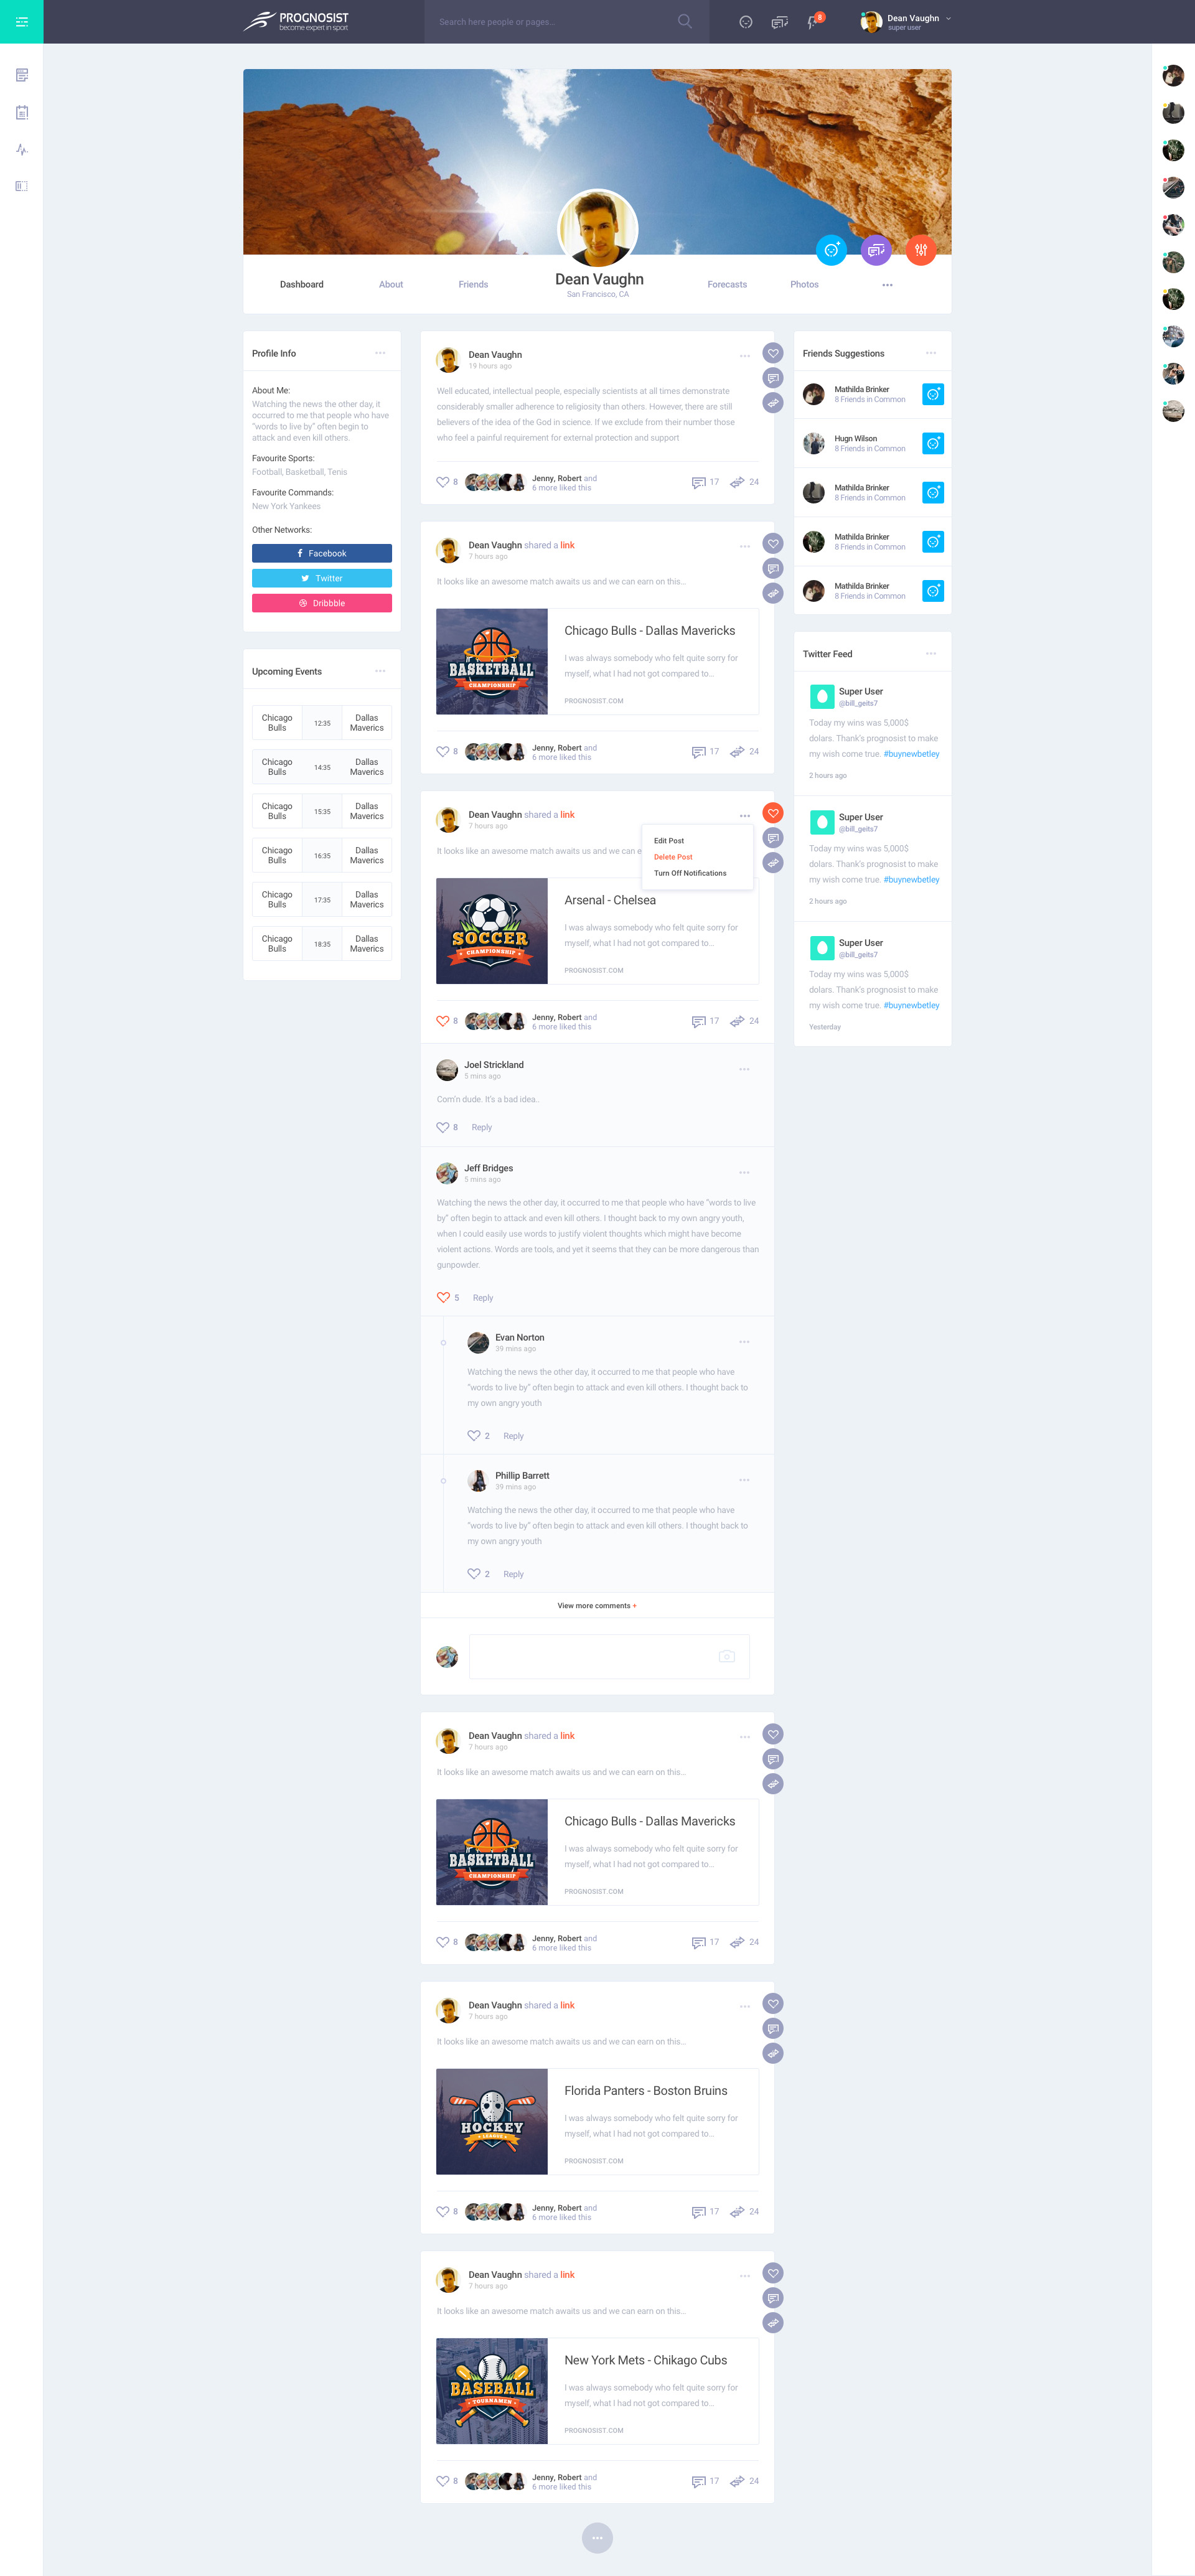 PROGNOSIST
become expert in sport
Search here people or pages...
8
Dean Vaughn
super user
Dean Vaughn
San Francisco, CA
Dashboard
About
Friends
Forecasts
Photos
Profile Info
About Me:
Watching the news the other day, it
occurred to me that people who have
“words to live by” often begin to
attack and even kill others.
Favourite Sports:
Football, Basketball, Tenis
Favourite Commands:
New York Yankees
Other Networks:
Facebook
Twitter
Dribbble
Upcoming Events
Chicago Bulls 12:35 Dallas Maverics
Chicago Bulls 14:35 Dallas Maverics
Chicago Bulls 15:35 Dallas Maverics
Chicago Bulls 16:35 Dallas Maverics
Chicago Bulls 17:35 Dallas Maverics
Chicago Bulls 18:35 Dallas Maverics
Dean Vaughn
19 hours ago
Well educated, intellectual people, especially scientists at all times demonstrate
considerably smaller adherence to religiosity than others. However, there are still
believers of the idea of the God in science. If we exclude from their number those
who feel a painful requirement for external protection and support
8 Jenny, Robert and
6 more liked this
17 24
Dean Vaughn shared a link
7 hours ago
It looks like an awesome match awaits us and we can earn on this...
BASKETBALL
CHAMPIONSHIP
Chicago Bulls - Dallas Mavericks
I was always somebody who felt quite sorry for
myself, what I had not got compared to...
PROGNOSIST.COM
8 Jenny, Robert and
6 more liked this
17 24
Dean Vaughn shared a link
7 hours ago
It looks like an awesome match awaits us and we can e
Edit Post
Delete Post
Turn Off Notifications
SOCCER
CHAMPIONSHIP
Arsenal - Chelsea
I was always somebody who felt quite sorry for
myself, what I had not got compared to...
PROGNOSIST.COM
8 Jenny, Robert and
6 more liked this
17 24
Joel Strickland
5 mins ago
Com’n dude. It’s a bad idea..
8 Reply
Jeff Bridges
5 mins ago
Watching the news the other day, it occurred to me that people who have “words to live
by” often begin to attack and even kill others. I thought back to my own angry youth,
when I could easily use words to justify violent thoughts which might have become
violent actions. Words are tools, and yet it seems that they can be more dangerous than
gunpowder.
5 Reply
Evan Norton
39 mins ago
Watching the news the other day, it occurred to me that people who have
“words to live by” often begin to attack and even kill others. I thought back to
my own angry youth
2 Reply
Phillip Barrett
39 mins ago
Watching the news the other day, it occurred to me that people who have
“words to live by” often begin to attack and even kill others. I thought back to
my own angry youth
2 Reply
View more comments +
Dean Vaughn shared a link
7 hours ago
It looks like an awesome match awaits us and we can earn on this...
BASKETBALL
CHAMPIONSHIP
Chicago Bulls - Dallas Mavericks
I was always somebody who felt quite sorry for
myself, what I had not got compared to...
PROGNOSIST.COM
8 Jenny, Robert and
6 more liked this
17 24
Dean Vaughn shared a link
7 hours ago
It looks like an awesome match awaits us and we can earn on this...
HOCKEY
LEAGUE
Florida Panters - Boston Bruins
I was always somebody who felt quite sorry for
myself, what I had not got compared to...
PROGNOSIST.COM
8 Jenny, Robert and
6 more liked this
17 24
Dean Vaughn shared a link
7 hours ago
It looks like an awesome match awaits us and we can earn on this...
BASEBALL
TOURNAMEN
New York Mets - Chikago Cubs
I was always somebody who felt quite sorry for
myself, what I had not got compared to...
PROGNOSIST.COM
8 Jenny, Robert and
6 more liked this
17 24
Friends Suggestions
Mathilda Brinker
8 Friends in Common
Hugn Wilson
8 Friends in Common
Mathilda Brinker
8 Friends in Common
Mathilda Brinker
8 Friends in Common
Mathilda Brinker
8 Friends in Common
Twitter Feed
Super User
@bill_geits7
Today my wins was 5,000$
dolars. Thank’s prognosist to make
my wish come true. #buynewbetley
2 hours ago
Super User
@bill_geits7
Today my wins was 5,000$
dolars. Thank’s prognosist to make
my wish come true. #buynewbetley
2 hours ago
Super User
@bill_geits7
Today my wins was 5,000$
dolars. Thank’s prognosist to make
my wish come true. #buynewbetley
Yesterday